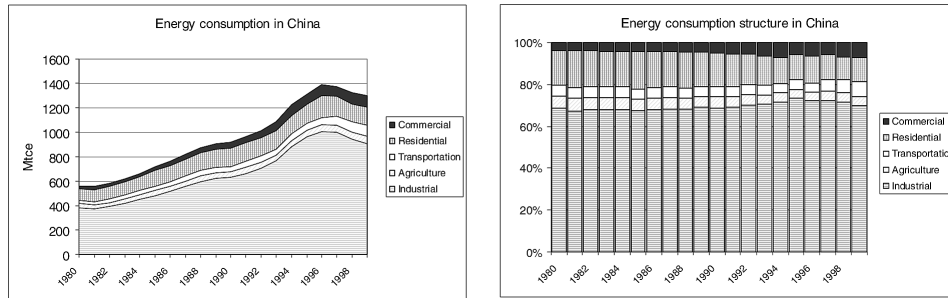 Energy consumption in China
1600
1400
1200
1000
800
600
400
200
0
Mtce
1980
1982
1984
1986
1988
1990
1992
1994
1996
1998
Commercial
Residential
Transportation
Agriculture
Industrial
Energy consumption structure in China
100%
80%
60%
40%
20%
0%
1980
1982
1984
1986
1988
1990
1992
1994
1996
1998
Commercial
Residential
Transportatio
Agriculture
Industrial